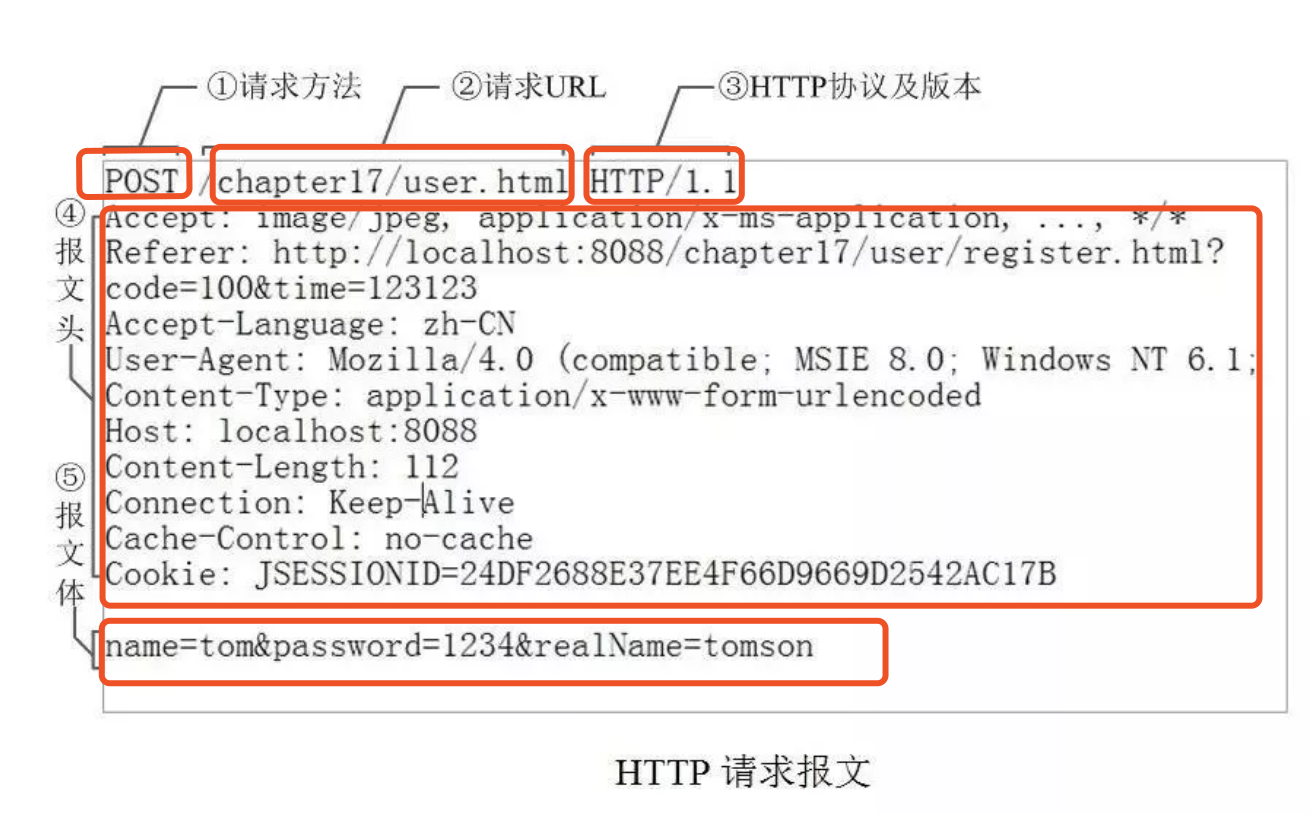 ①请求方法 ②请求URL ③HTTP协议及版本
POST /chapter17/user.html HTTP/1.1
④报文头
Accept: image/jpeg, application/x-ms-application, ..., */*
Referer: http://localhost:8088/chapter17/user/register.html?
code=100&time=123123
Accept-Language: zh-CN
User-Agent: Mozilla/4.0 (compatible; MSIE 8.0; Windows NT 6.1;
Content-Type: application/x-www-form-urlencoded
Host: localhost:8088
Content-Length: 112
Connection: Keep-Alive
Cache-Control: no-cache
Cookie: JSESSIONID=24DF2688E37EE4F66D9669D2542AC17B
⑤报文体
name=tom&password=1234&realName=tomson
HTTP 请求报文